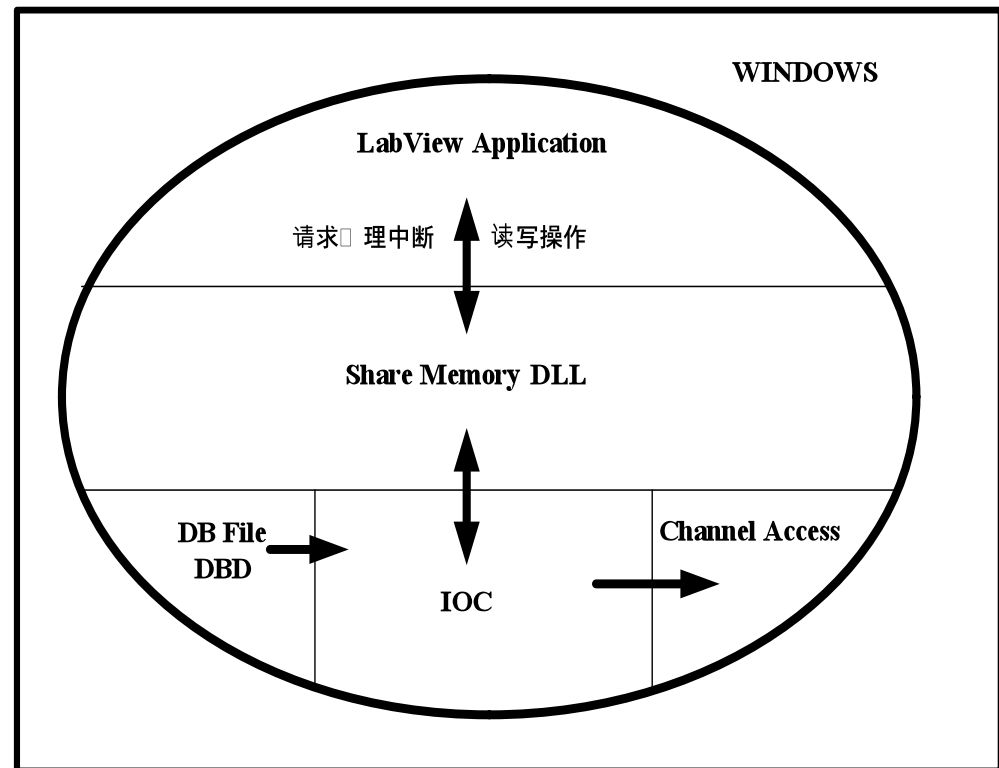 WINDOWS
LabView Application
请求 理中断 读写操作
Share Memory DLL
DB File
DBD
Channel Access
IOC